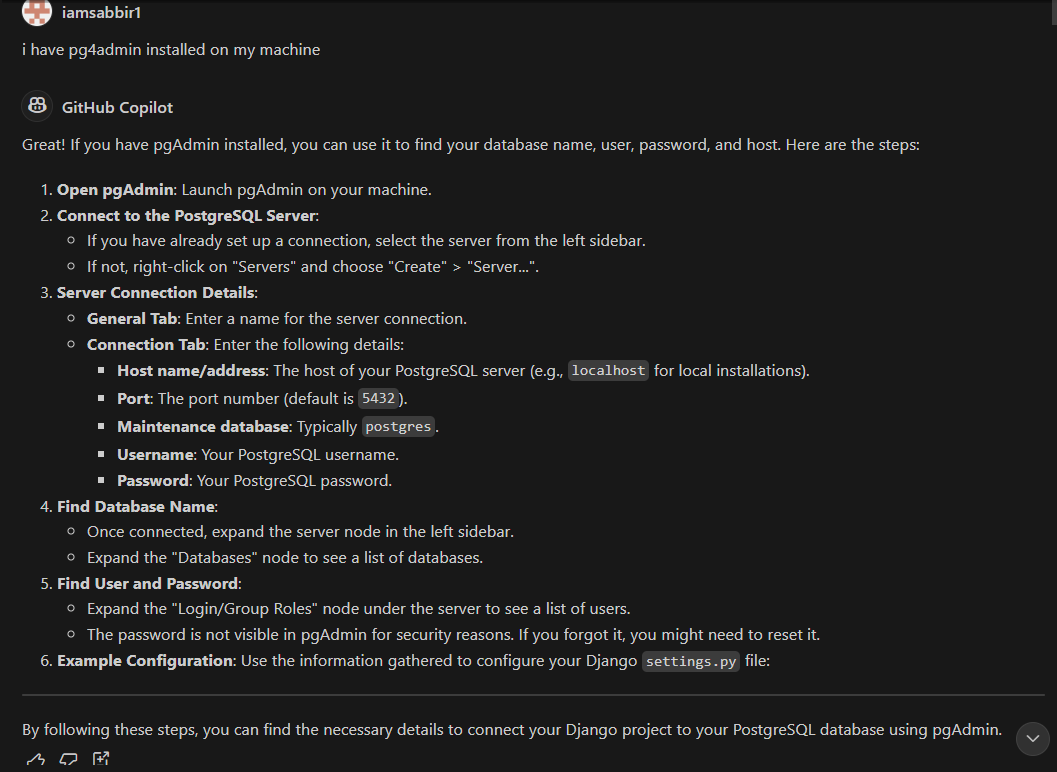 iamsabbir1
i have pg4admin installed on my machine
GitHub Copilot
Great! If you have pgAdmin installed, you can use it to find your database name, user, password, and host. Here are the steps:
1. Open pgAdmin: Launch pgAdmin on your machine.
2. Connect to the PostgreSQL Server:
If you have already set up a connection, select the server from the left sidebar.
If not, right-click on "Servers" and choose "Create" > "Server...".
3. Server Connection Details:
General Tab: Enter a name for the server connection.
Connection Tab: Enter the following details:
Host name/address: The host of your PostgreSQL server (e.g., localhost for local installations).
Port: The port number (default is 5432).
Maintenance database: Typically postgres.
Username: Your PostgreSQL username.
Password: Your PostgreSQL password.
4. Find Database Name:
Once connected, expand the server node in the left sidebar.
Expand the "Databases" node to see a list of databases.
5. Find User and Password:
Expand the "Login/Group Roles" node under the server to see a list of users.
The password is not visible in pgAdmin for security reasons. If you forgot it, you might need to reset it.
6. Example Configuration: Use the information gathered to configure your Django settings.py file:
By following these steps, you can find the necessary details to connect your Django project to your PostgreSQL database using pgAdmin.